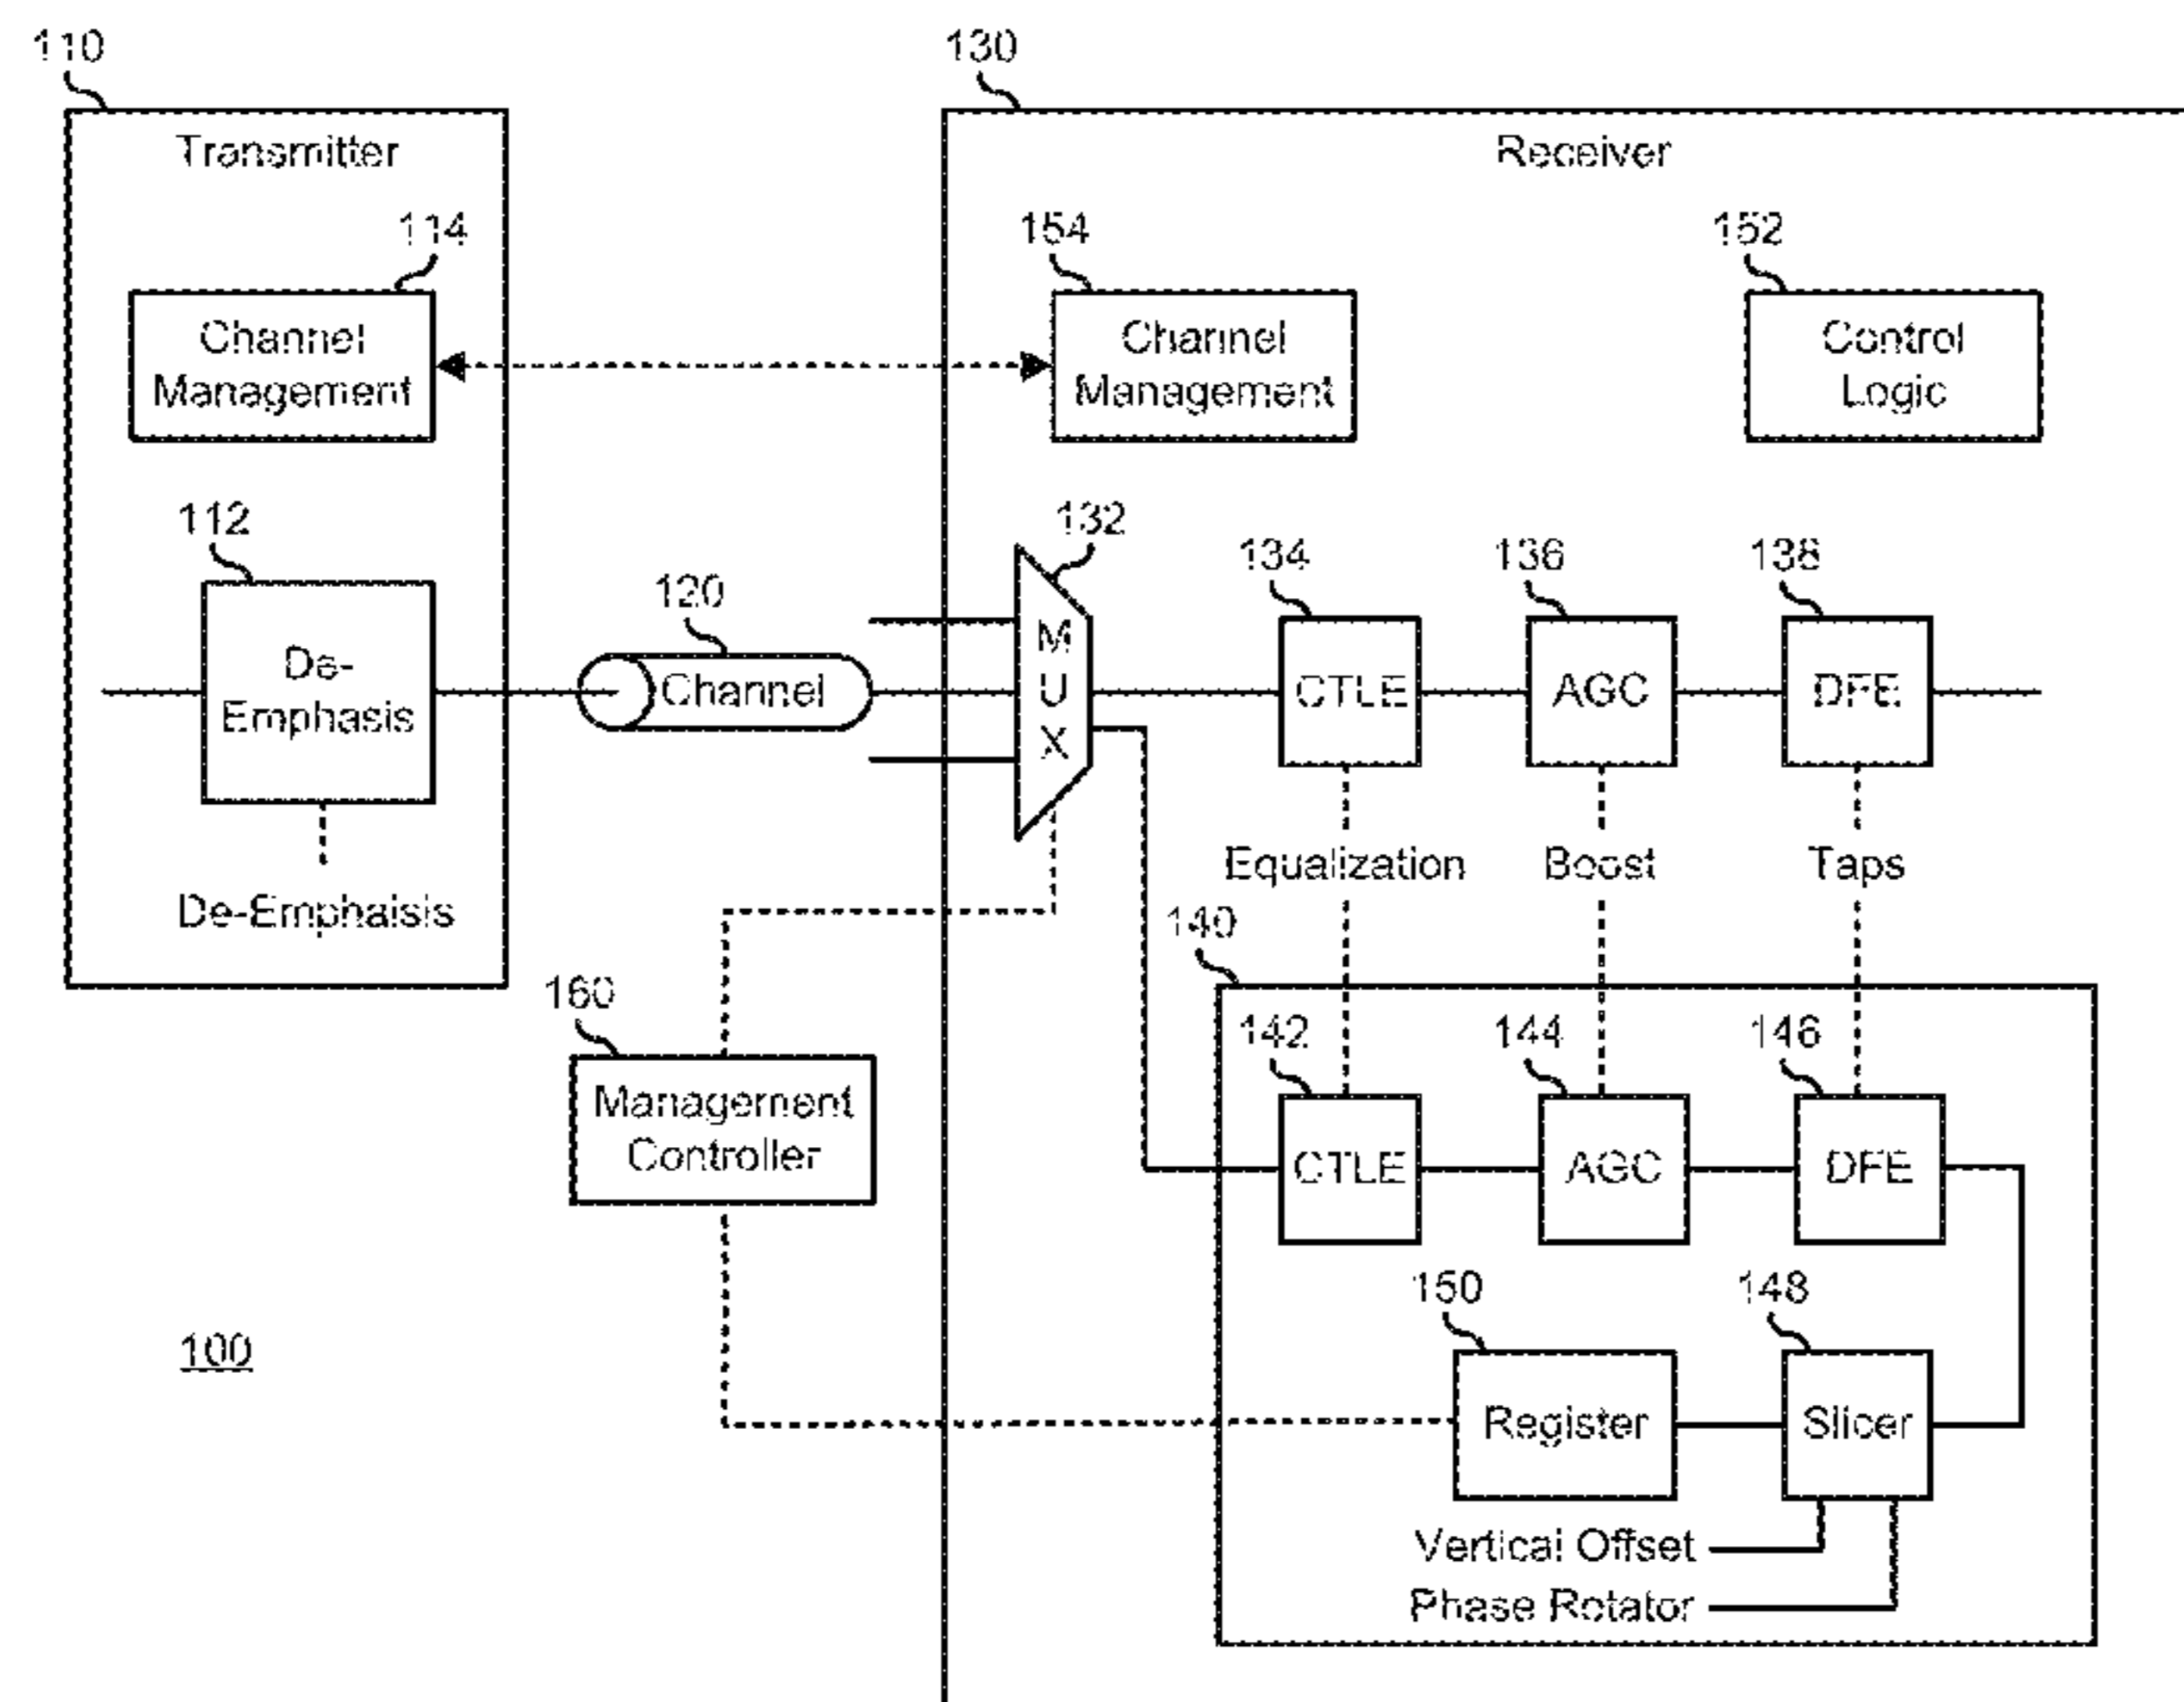 110
130
Transmitter
Receiver
114
154
152
Channel
Management
Channel
Management
Control
Logic
112
132
134
136
138
120
De-
Emphasis
Channel
M
U
X
CTLE
AGC
DFE
De-Emphaisis
Equalization
Boost
Taps
140
160
142
144
146
Management
Controller
CTLE
AGC
DFE
150
148
100
Register
Slicer
Vertical Offset
Phase Rotator